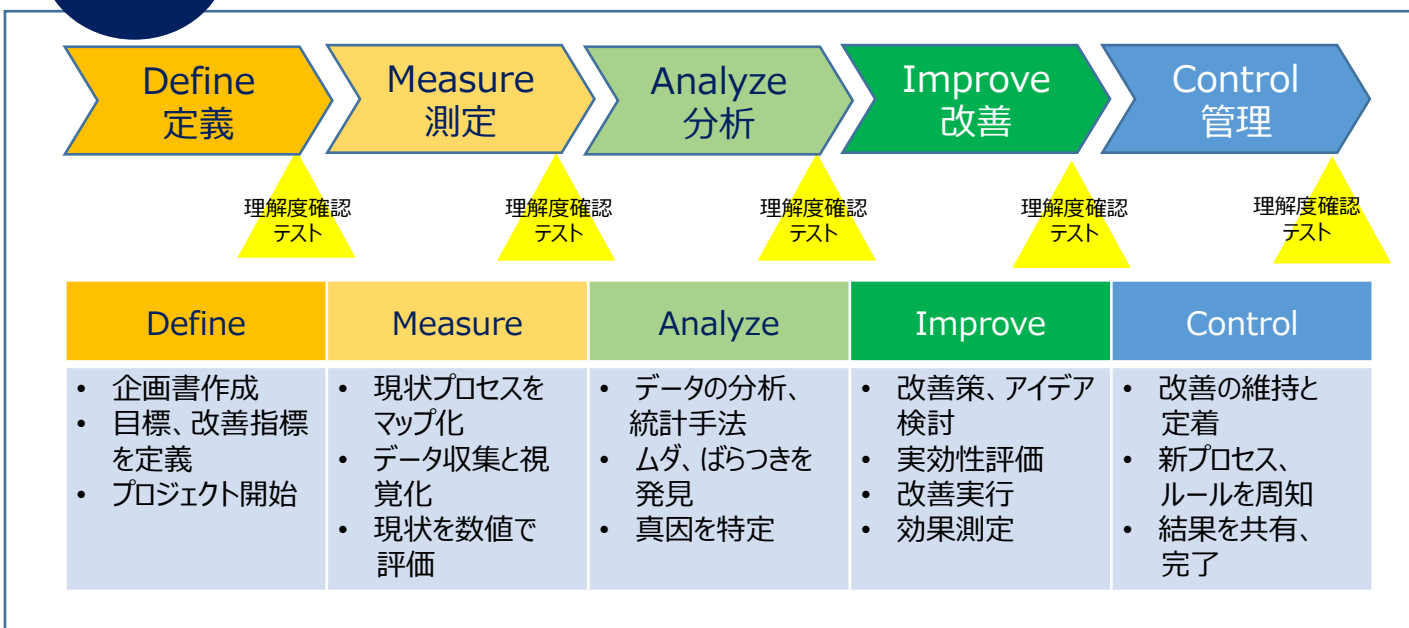 Define
定義
Measure
測定
Analyze
分析
Improve
改善
Control
管理
理解度確認
テスト
理解度確認
テスト
理解度確認
テスト
理解度確認
テスト
理解度確認
テスト
Define
Measure
Analyze
Improve
Control
• 企画書作成
• 目標、改善指標
を定義
• プロジェクト開始
• 現状プロセスを
マップ化
• データ収集と視
覚化
• 現状を数値で
評価
• データの分析、
統計手法
• ムダ、ばらつきを
発見
• 真因を特定
• 改善策、アイデア
検討
• 実効性評価
• 改善実行
• 効果測定
• 改善の維持と
定着
• 新プロセス、
ルールを周知
• 結果を共有、
完了